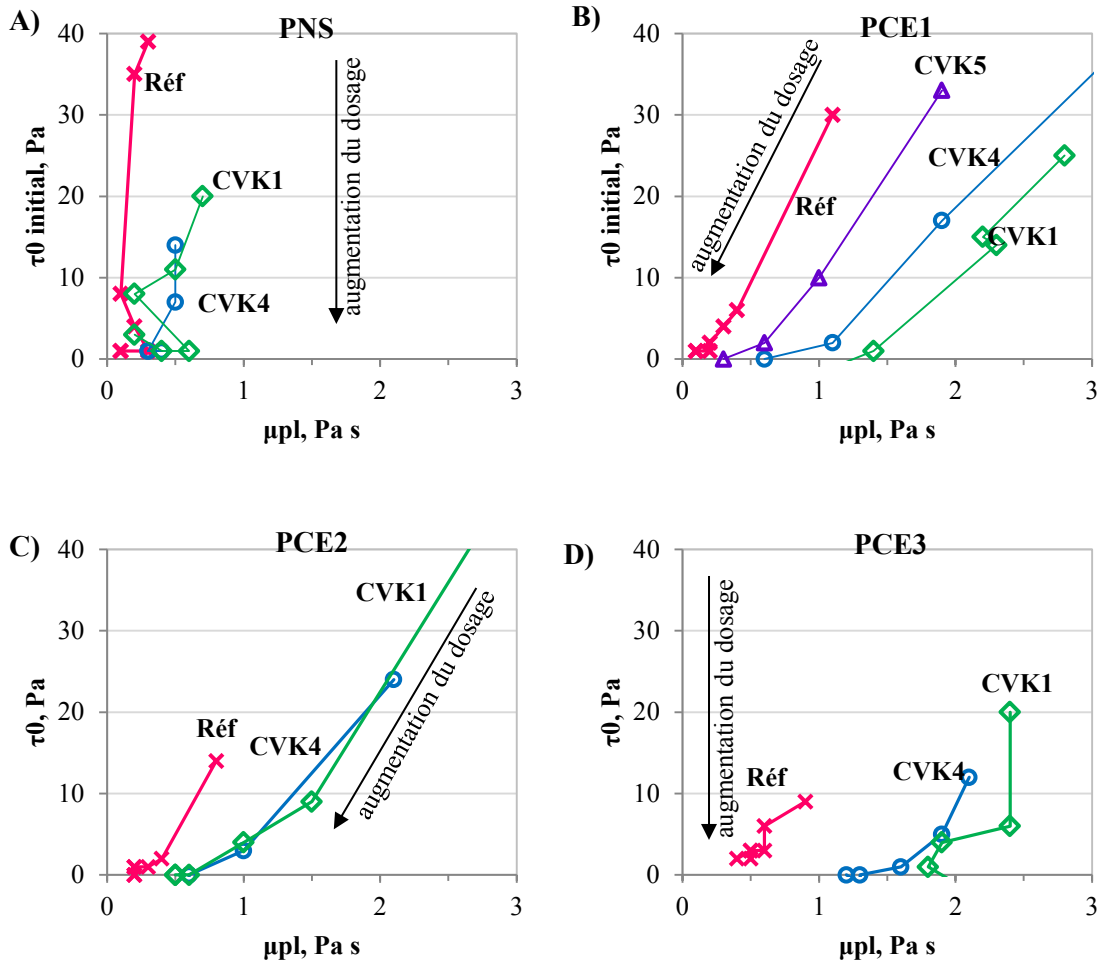 A)
PNS
40
30
20
10
0
τ0 initial, Pa
Réf
CVK1
CVK4
augmentation du dosage
0 1 2 3
µpl, Pa s
B)
PCE1
40
30
20
10
0
τ0 initial, Pa
augmentation du dosage
CVK5
CVK4
Réf
CVK1
0 1 2 3
µpl, Pa s
C)
PCE2
40
30
20
10
0
τ0, Pa
CVK1
Réf
CVK4
augmentation du dosage
0 1 2 3
µpl, Pa s
D)
PCE3
40
30
20
10
0
τ0, Pa
augmentation du dosage
CVK1
CVK4
Réf
0 1 2 3
µpl, Pa s